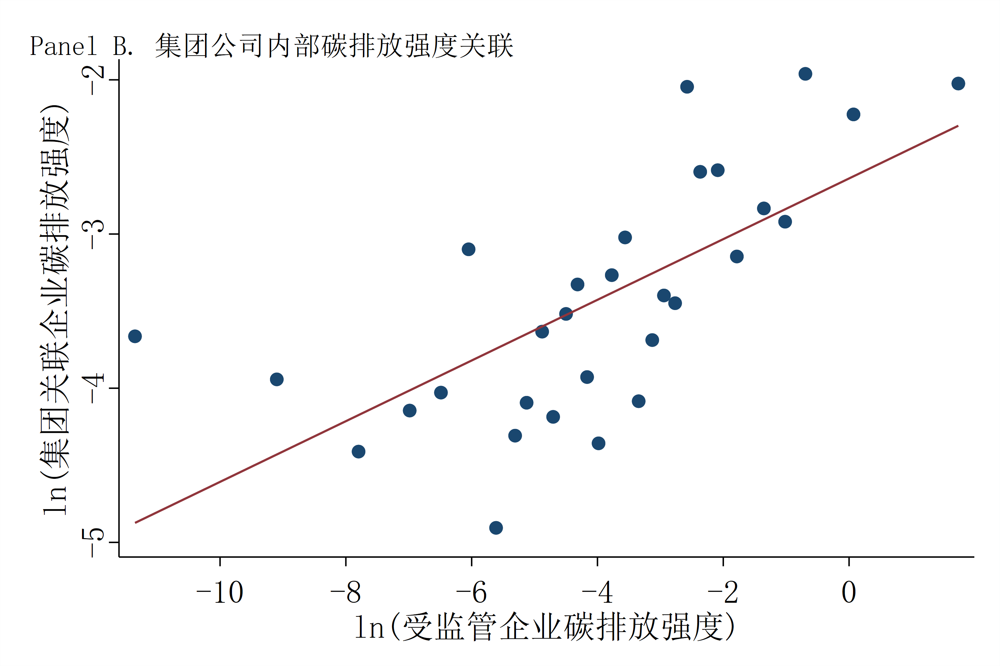 Panel B. 集团公司内部碳排放强度关联
ln(集团关联企业碳排放强度)
-2
-3
-4
-5
-10 -8 -6 -4 -2 0
ln(受监管企业碳排放强度)